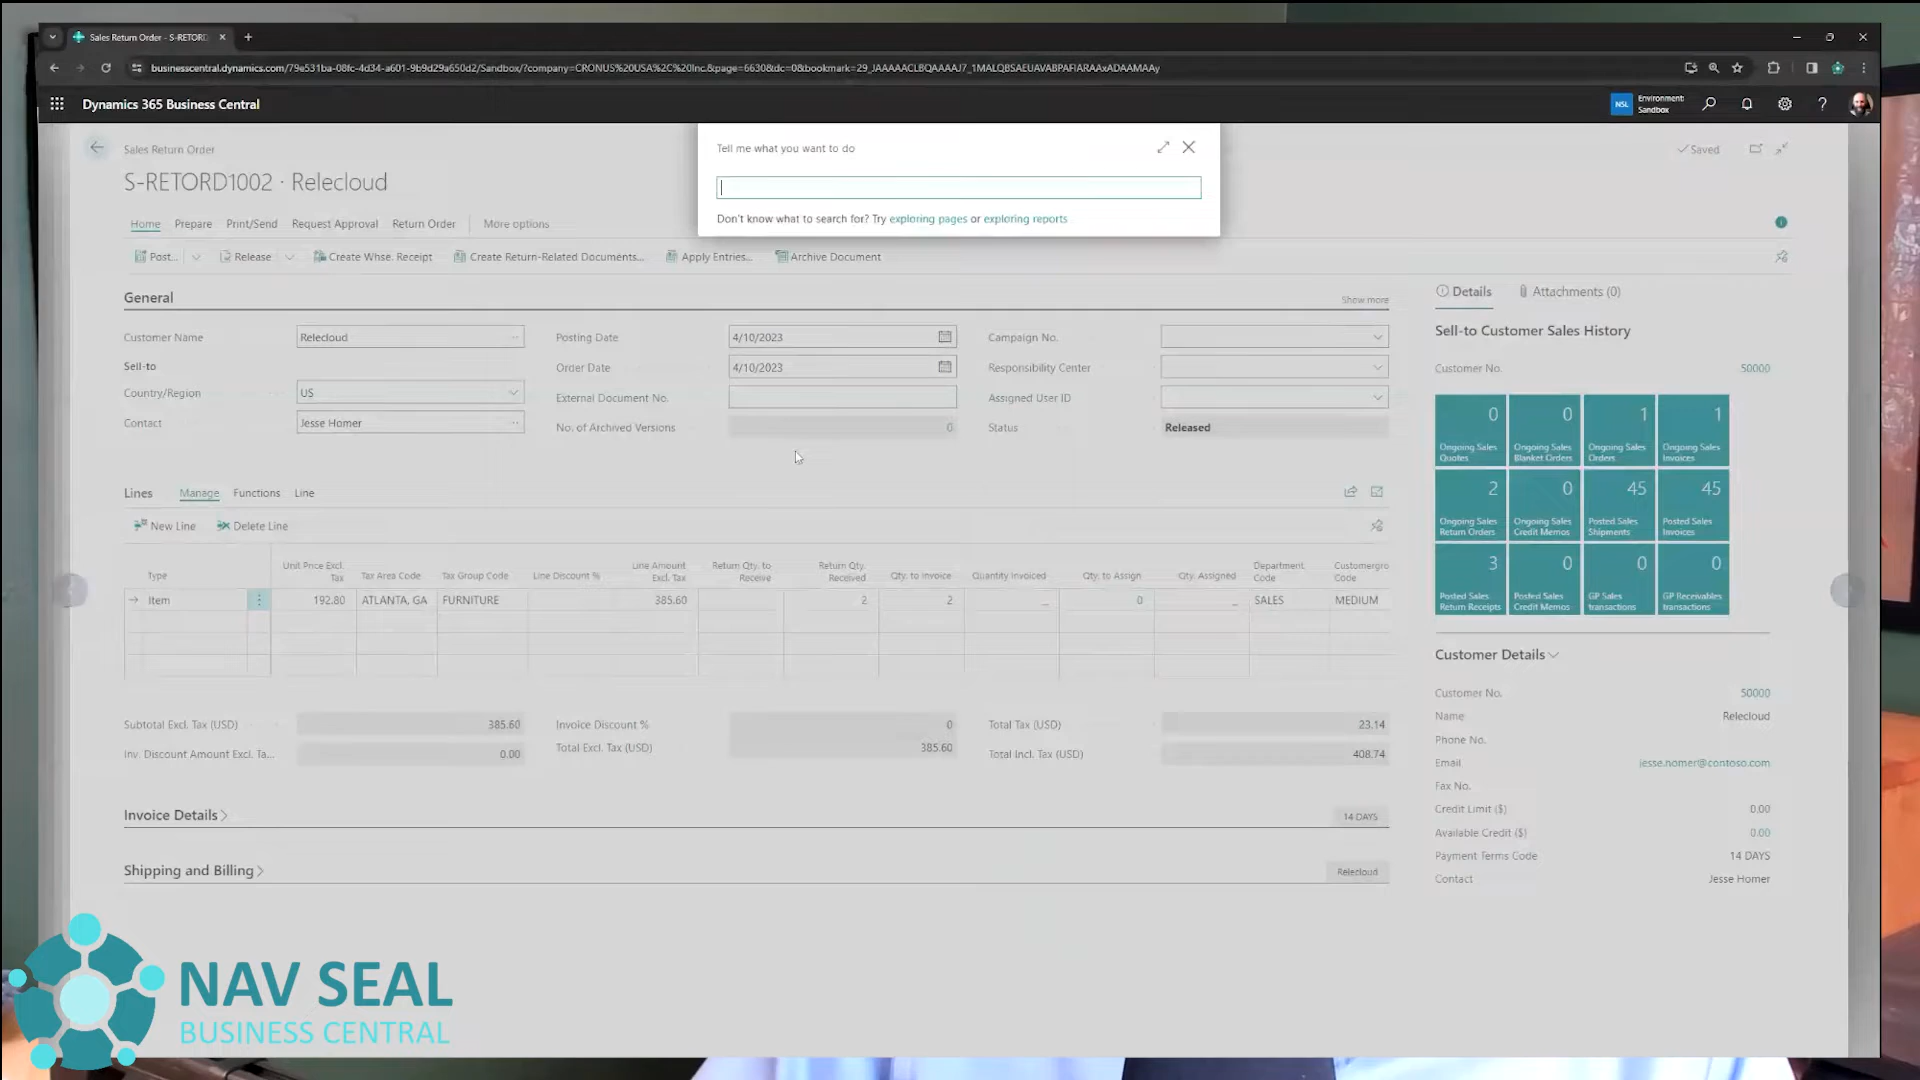 Sales Return Order - S-RETORD
businesscentral.dynamics.com/79e531ba-08fc-4d34-a601-9b9d29a650d2/Sandbox/?company=CRONUS%20USA%2C%20Inc.&page=6630&dc=0&bookmark=29_JAAAAACLBQAAAAJ7_1MALQBSAEUAVABPAFIARAAxADAAMAAy
Dynamics 365 Business Central
NSL
Environment:
Sandbox
Sales Return Order
Tell me what you want to do
Saved
S-RETORD1002 · Relecloud
Don't know what to search for? Try exploring pages or exploring reports
Home Prepare Print/Send Request Approval Return Order More options
Post... Release Create Whse. Receipt Create Return-Related Documents... Apply Entries... Archive Document
General Show more
Customer Name Relecloud
Sell-to
Country/Region US
Contact Jesse Homer
Posting Date 4/10/2023
Order Date 4/10/2023
External Document No.
No. of Archived Versions 0
Campaign No.
Responsibility Center
Assigned User ID
Status Released
Lines Manage Functions Line
New Line Delete Line
Type
Unit Price Excl. Tax
Tax Area Code
Tax Group Code
Line Discount %
Line Amount Excl. Tax
Return Qty. to Receive
Return Qty. Received
Qty. to Invoice
Quantity Invoiced
Qty. to Assign
Qty. Assigned
Department Code
Customergro Code
Item 192.80 ATLANTA, GA FURNITURE 385.60 2 2 _ 0 _ SALES MEDIUM
Subtotal Excl. Tax (USD) 385.60
Inv. Discount Amount Excl. Ta... 0.00
Invoice Discount % 0
Total Excl. Tax (USD) 385.60
Total Tax (USD) 23.14
Total Incl. Tax (USD) 408.74
Invoice Details 14 DAYS
Shipping and Billing Relecloud
Details Attachments (0)
Sell-to Customer Sales History
Customer No. 50000
0 Ongoing Sales Quotes
0 Ongoing Sales Blanket Orders
1 Ongoing Sales Orders
1 Ongoing Sales Invoices
2 Ongoing Sales Return Orders
0 Ongoing Sales Credit Memos
45 Posted Sales Shipments
45 Posted Sales Invoices
3 Posted Sales Return Receipts
0 Posted Sales Credit Memos
0 GP Sales transactions
0 GP Receivables transactions
Customer Details
Customer No. 50000
Name Relecloud
Phone No.
Email jesse.homer@contoso.com
Fax No.
Credit Limit ($) 0.00
Available Credit ($) 0.00
Payment Terms Code 14 DAYS
Contact Jesse Homer
NAV SEAL
BUSINESS CENTRAL